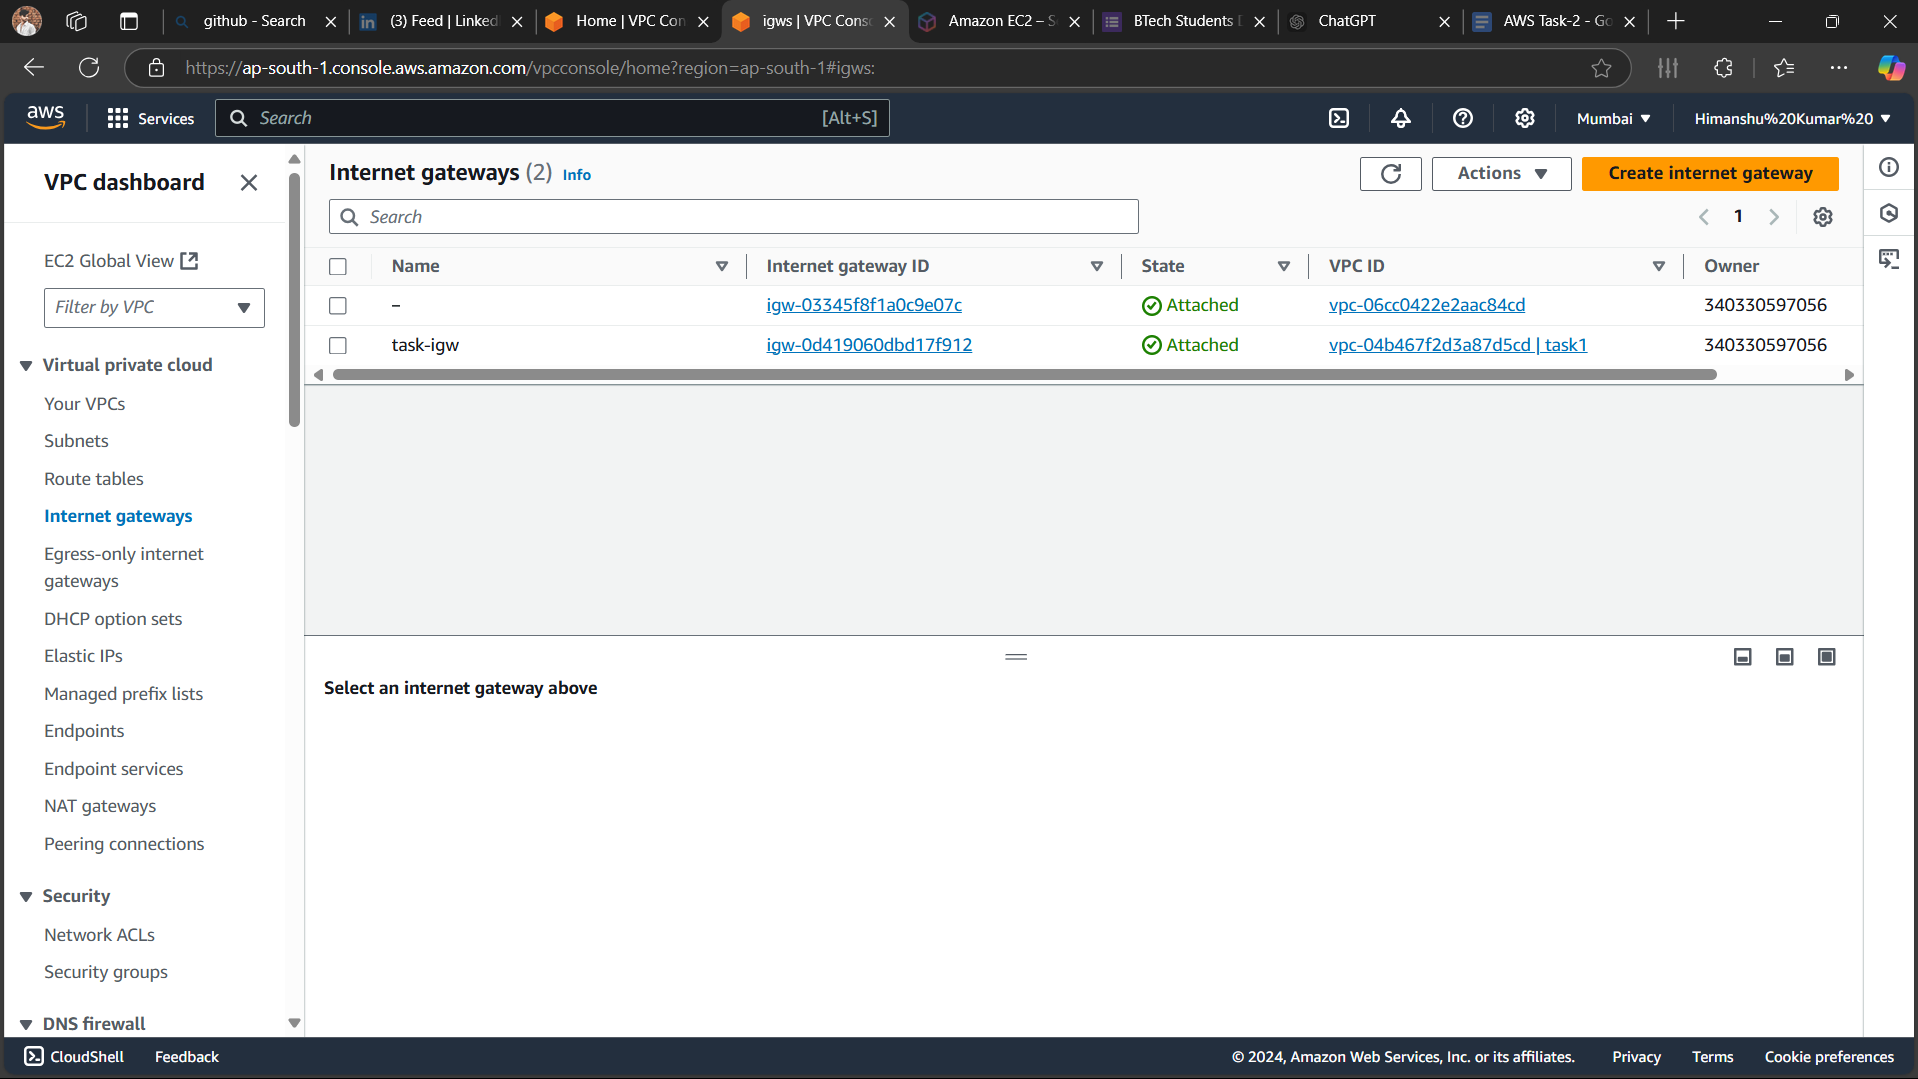 github - Search
(3) Feed | Linked
Home | VPC Con
igws | VPC Cons
Amazon EC2 – S
BTech Students D
ChatGPT
AWS Task-2 - Go
https://ap-south-1.console.aws.amazon.com/vpcconsole/home?region=ap-south-1#igws:
aws
Services
Search
[Alt+S]
Mumbai
Himanshu%20Kumar%20
VPC dashboard
EC2 Global View
Filter by VPC
Virtual private cloud
Your VPCs
Subnets
Route tables
Internet gateways
Egress-only internet
gateways
DHCP option sets
Elastic IPs
Managed prefix lists
Endpoints
Endpoint services
NAT gateways
Peering connections
Security
Network ACLs
Security groups
DNS firewall
Internet gateways (2) Info
Actions
Create internet gateway
Search
1
Name Internet gateway ID State VPC ID Owner
– igw-03345f8f1a0c9e07c Attached vpc-06cc0422e2aac84cd 340330597056
task-igw igw-0d419060dbd17f912 Attached vpc-04b467f2d3a87d5cd | task1 340330597056
Select an internet gateway above
CloudShell
Feedback
© 2024, Amazon Web Services, Inc. or its affiliates.
Privacy
Terms
Cookie preferences